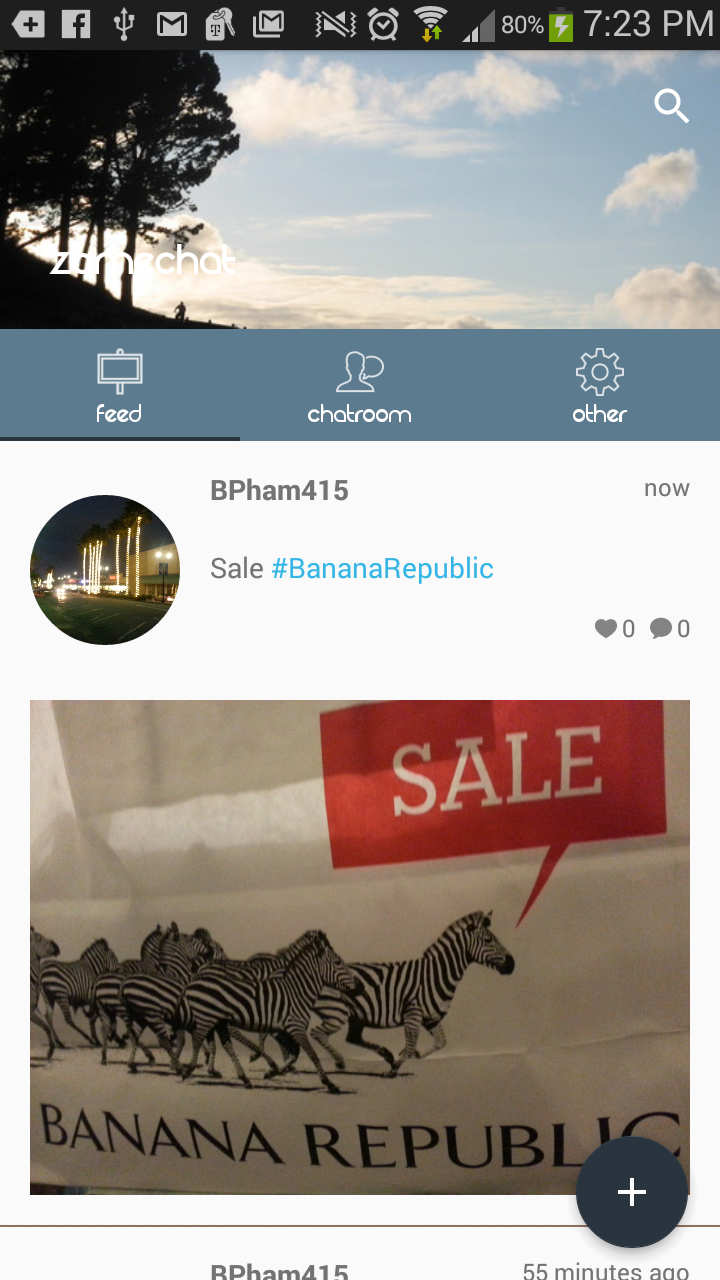 80% 7:23 PM
zomechat
feed
chatroom
other
BPham415
now
Sale #BananaRepublic
0 0
SALE
BANANA REPUBLIC
BPham415
55 minutes ago